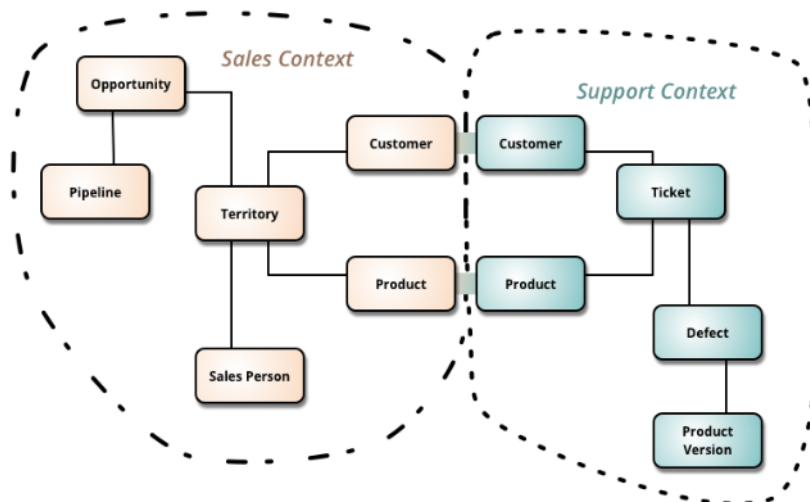 Sales Context
Opportunity
Support Context
Customer
Customer
Pipeline
Ticket
Territory
Product
Product
Defect
Sales Person
Product
Version